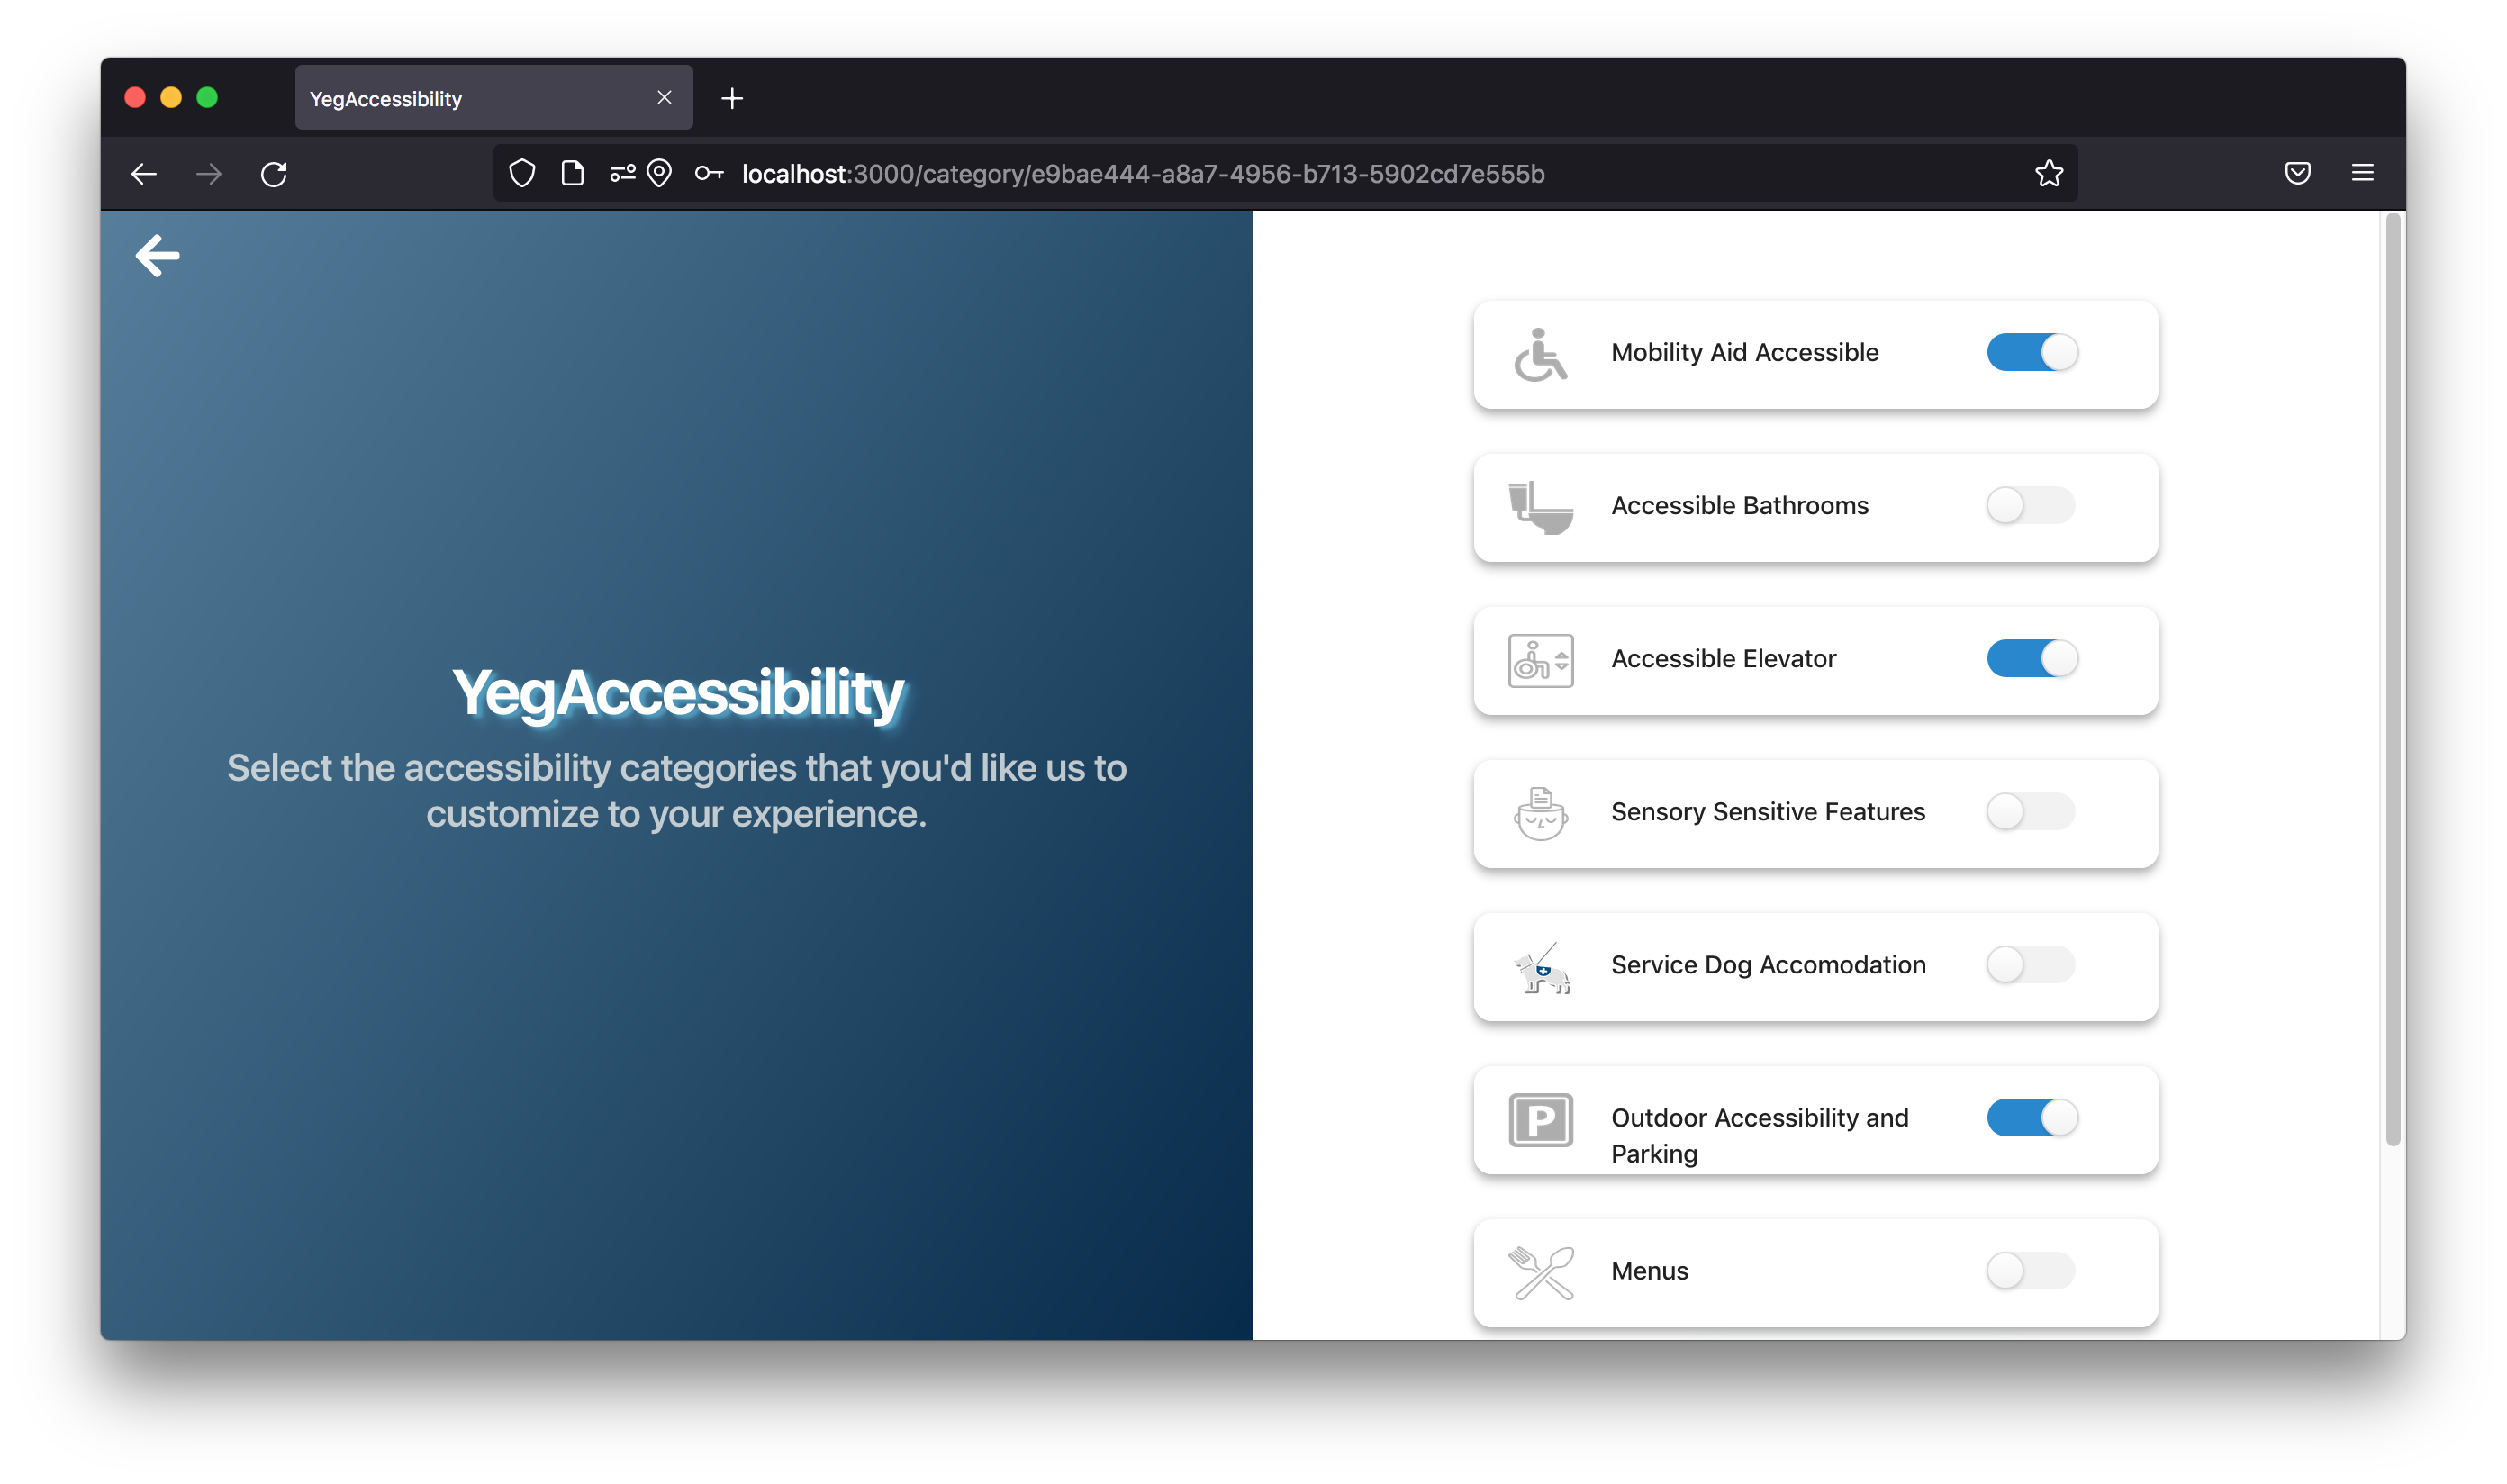 YegAccessibility
localhost:3000/category/e9bae444-a8a7-4956-b713-5902cd7e555b
YegAccessibility
Select the accessibility categories that you'd like us to
customize to your experience.
Mobility Aid Accessible
Accessible Bathrooms
Accessible Elevator
Sensory Sensitive Features
Service Dog Accomodation
P
Outdoor Accessibility and
Parking
Menus